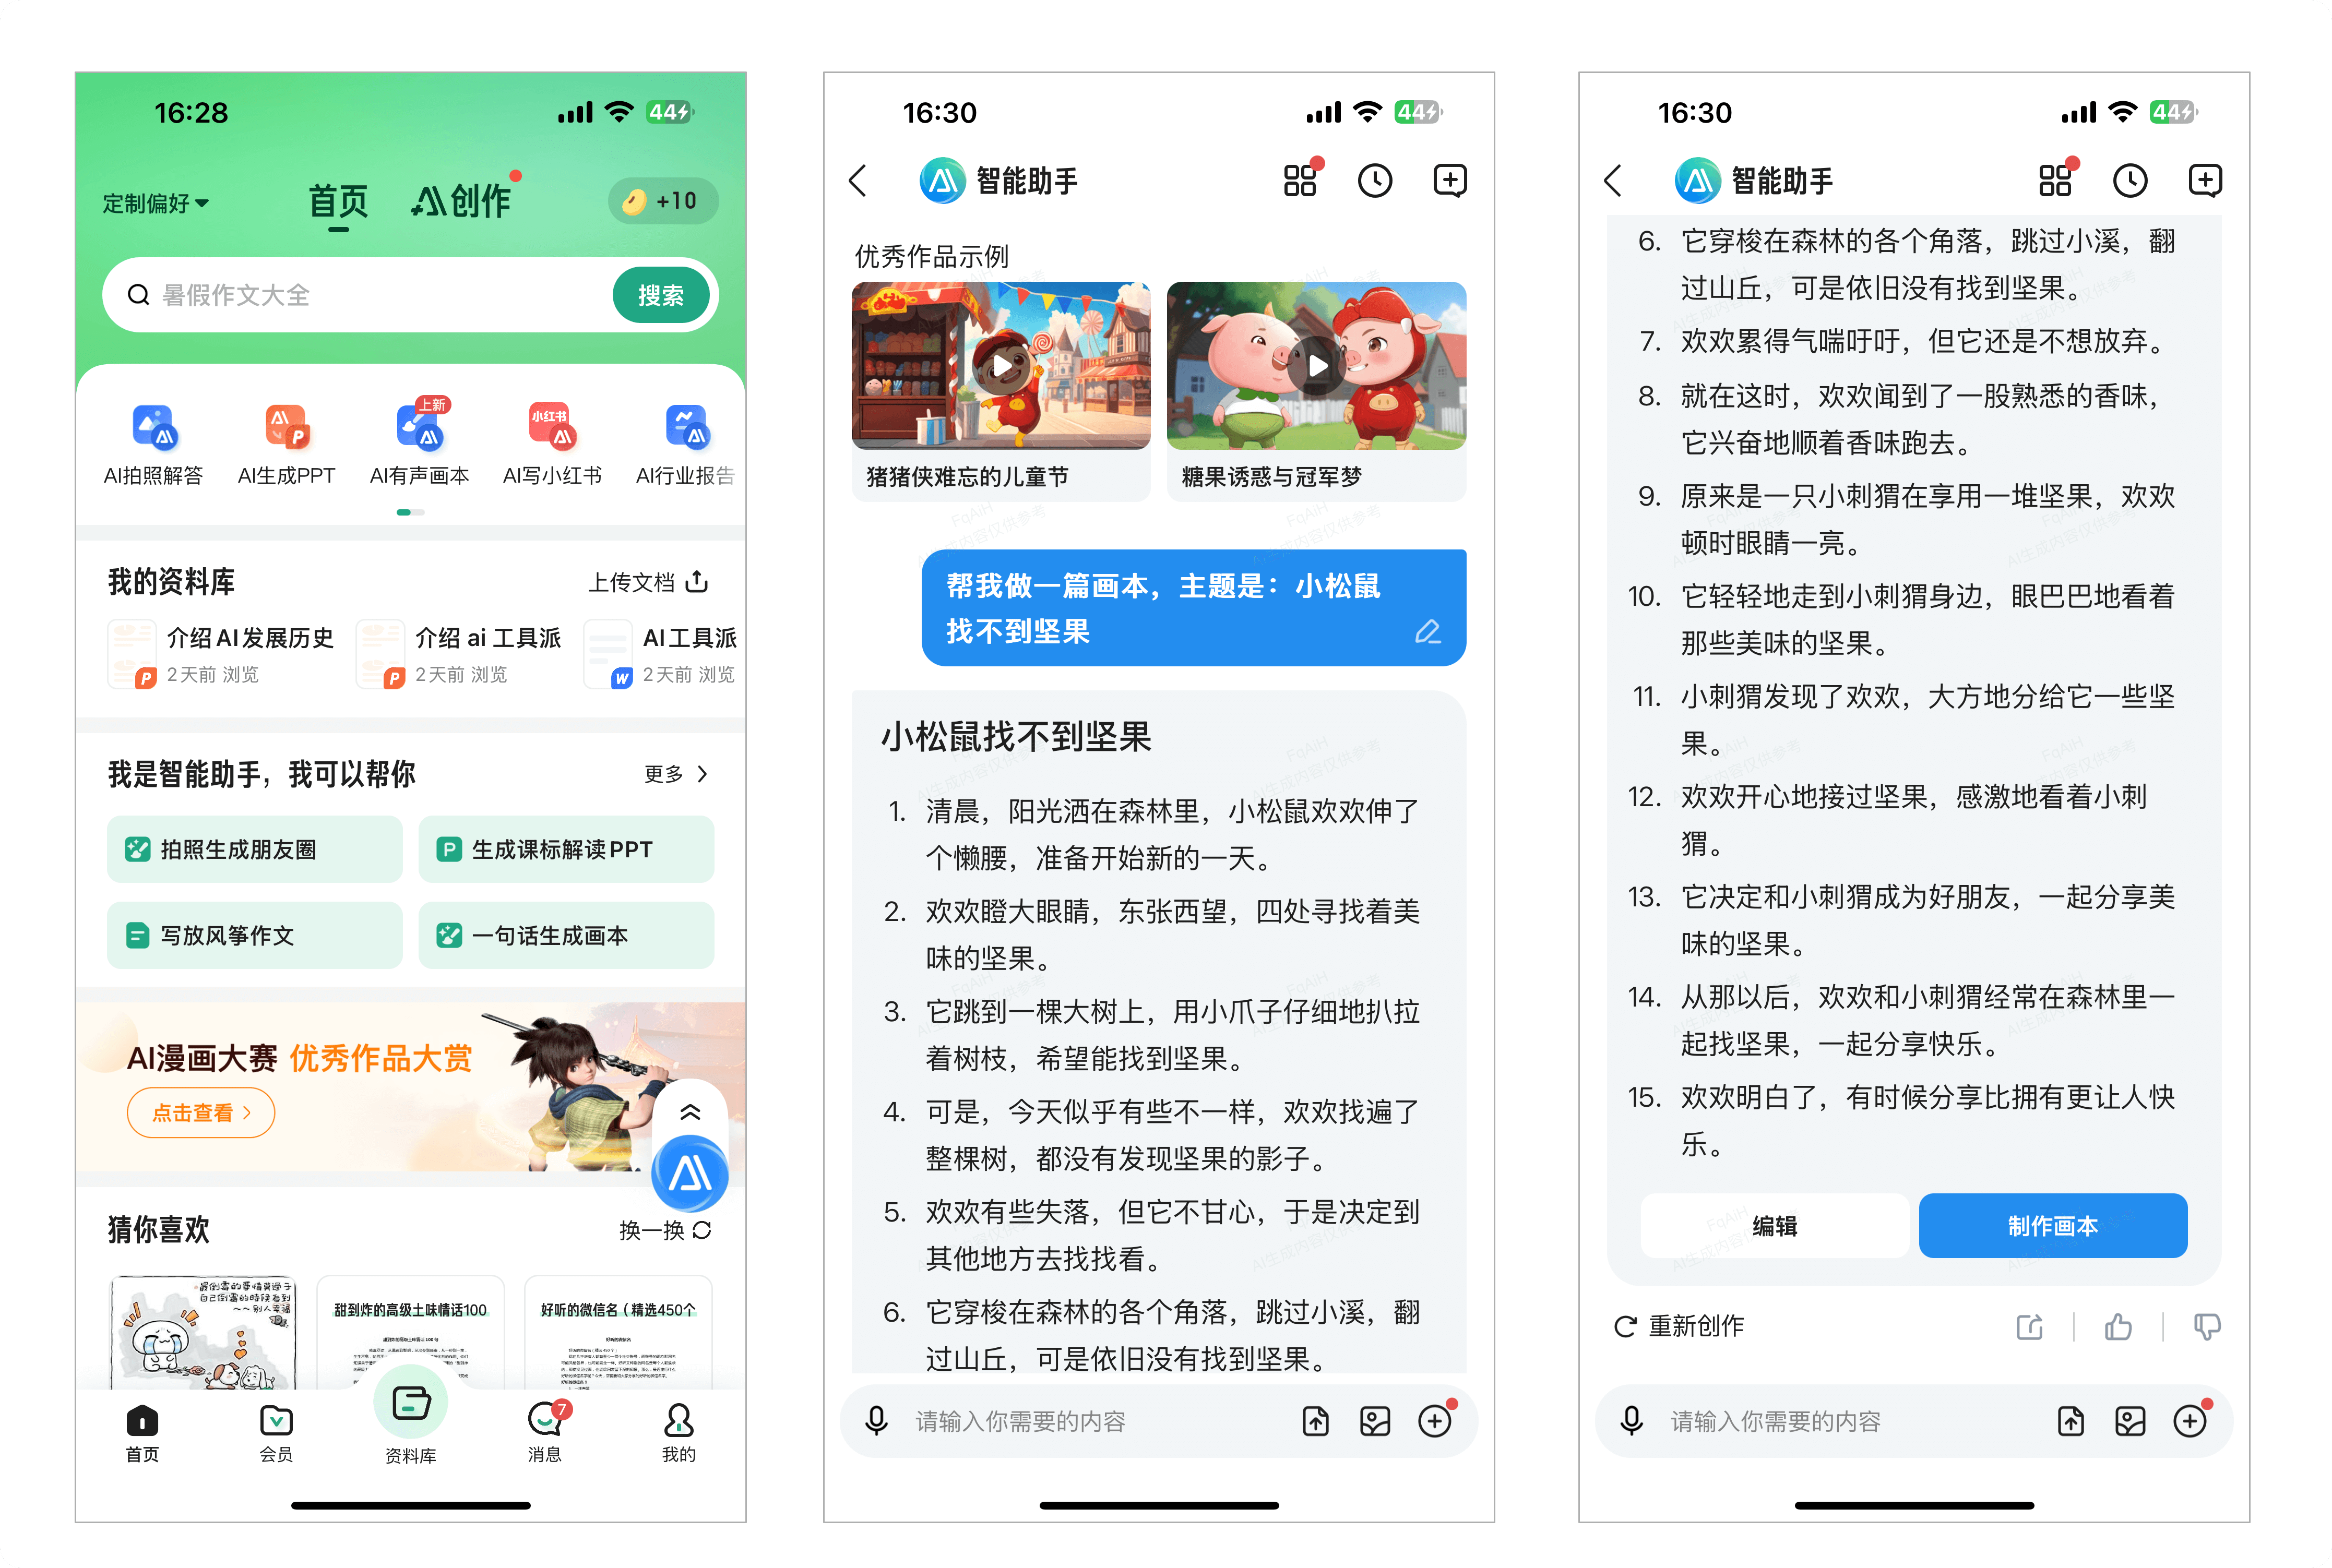 16:28
44
定制偏好
首页
AI创作
+10
暑假作文大全
搜索
上新
小红书
AI拍照解答
AI生成PPT
AI有声画本
AI写小红书
AI行业报告
我的资料库
上传文档
介绍AI发展历史
2天前 浏览
介绍 ai 工具派
2天前 浏览
AI工具派
2天前 浏览
我是智能助手，我可以帮你
更多
拍照生成朋友圈
生成课标解读PPT
写放风筝作文
一句话生成画本
AI漫画大赛 优秀作品大赏
点击查看
猜你喜欢
换一换
甜到炸的高级土味情话100
好听的微信名（精选450个
首页
会员
资料库
7
消息
我的
16:30
44
智能助手
优秀作品示例
猪猪侠难忘的儿童节
糖果诱惑与冠军梦
帮我做一篇画本，主题是：小松鼠
找不到坚果
小松鼠找不到坚果
1. 清晨，阳光洒在森林里，小松鼠欢欢伸了
个懒腰，准备开始新的一天。
2. 欢欢瞪大眼睛，东张西望，四处寻找着美
味的坚果。
3. 它跳到一棵大树上，用小爪子仔细地扒拉
着树枝，希望能找到坚果。
4. 可是，今天似乎有些不一样，欢欢找遍了
整棵树，都没有发现坚果的影子。
5. 欢欢有些失落，但它不甘心，于是决定到
其他地方去找找看。
6. 它穿梭在森林的各个角落，跳过小溪，翻
过山丘，可是依旧没有找到坚果。
请输入你需要的内容
16:30
44
智能助手
6. 它穿梭在森林的各个角落，跳过小溪，翻
过山丘，可是依旧没有找到坚果。
7. 欢欢累得气喘吁吁，但它还是不想放弃。
8. 就在这时，欢欢闻到了一股熟悉的香味，
它兴奋地顺着香味跑去。
9. 原来是一只小刺猬在享用一堆坚果，欢欢
顿时眼睛一亮。
10. 它轻轻地走到小刺猬身边，眼巴巴地看着
那些美味的坚果。
11. 小刺猬发现了欢欢，大方地分给它一些坚
果。
12. 欢欢开心地接过坚果，感激地看着小刺
猬。
13. 它决定和小刺猬成为好朋友，一起分享美
味的坚果。
14. 从那以后，欢欢和小刺猬经常在森林里一
起找坚果，一起分享快乐。
15. 欢欢明白了，有时候分享比拥有更让人快
乐。
编辑
制作画本
重新创作
请输入你需要的内容